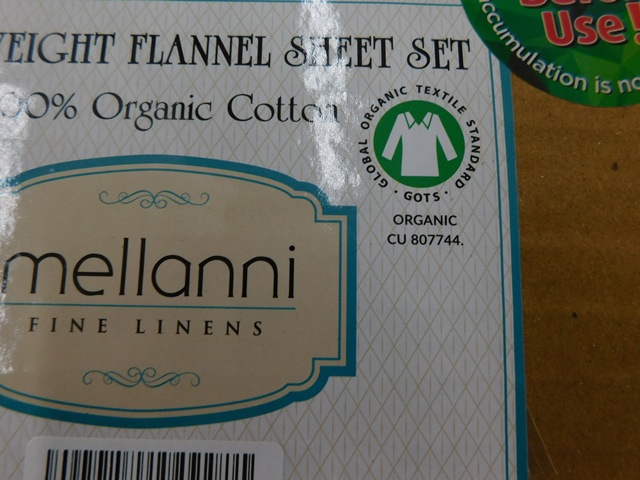 WEIGHT FLANNEL SHEET SET
00% Organic Cotton
GLOBAL ORGANIC TEXTILE STANDARD
· GOTS ·
ORGANIC
CU 807744.
mellanni
FINE LINENS
Use!
ccumulation is no